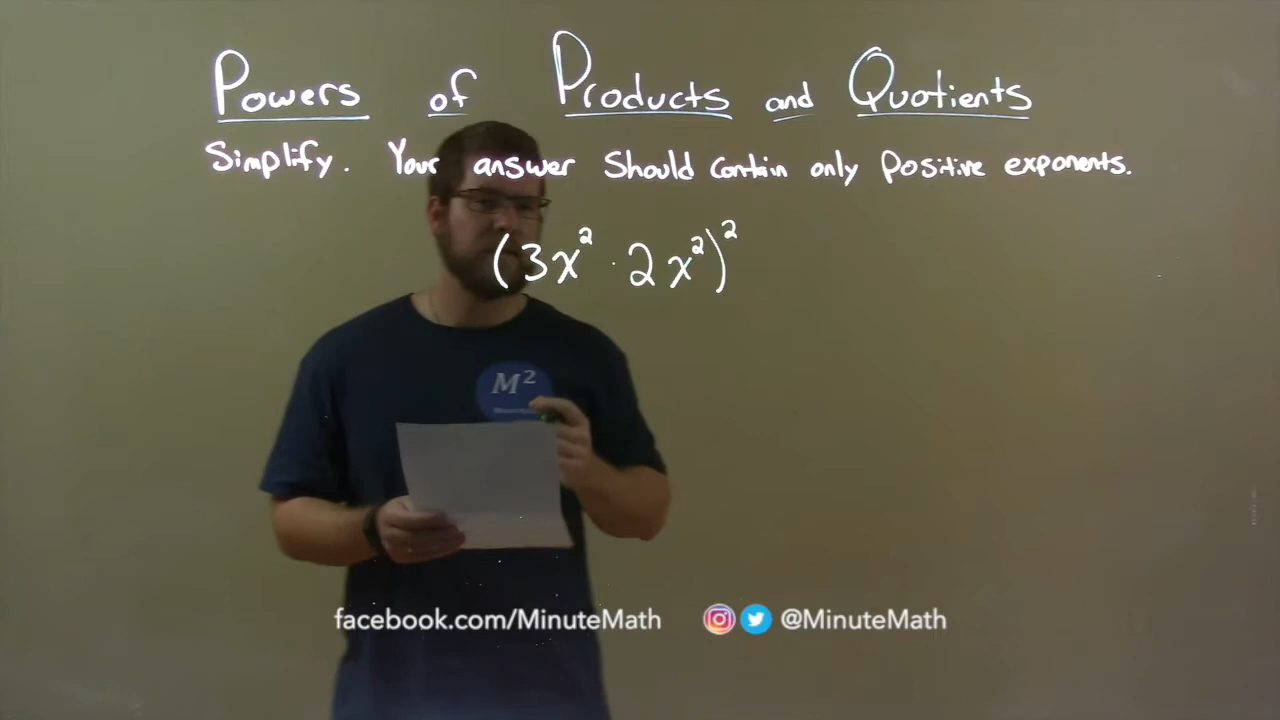 Powers of Products and Quotients
Simplify. Your answer should contain only positive exponents.
(3x² · 2x²)²
M²
facebook.com/MinuteMath @MinuteMath